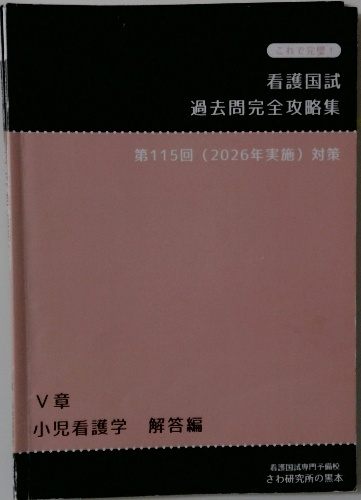 これで完璧!
看護国試
過去問完全攻略集
第115回（2026年実施）対策
Ⅴ章
小児看護学　解答編
看護国試専門予備校
さわ研究所の黒本